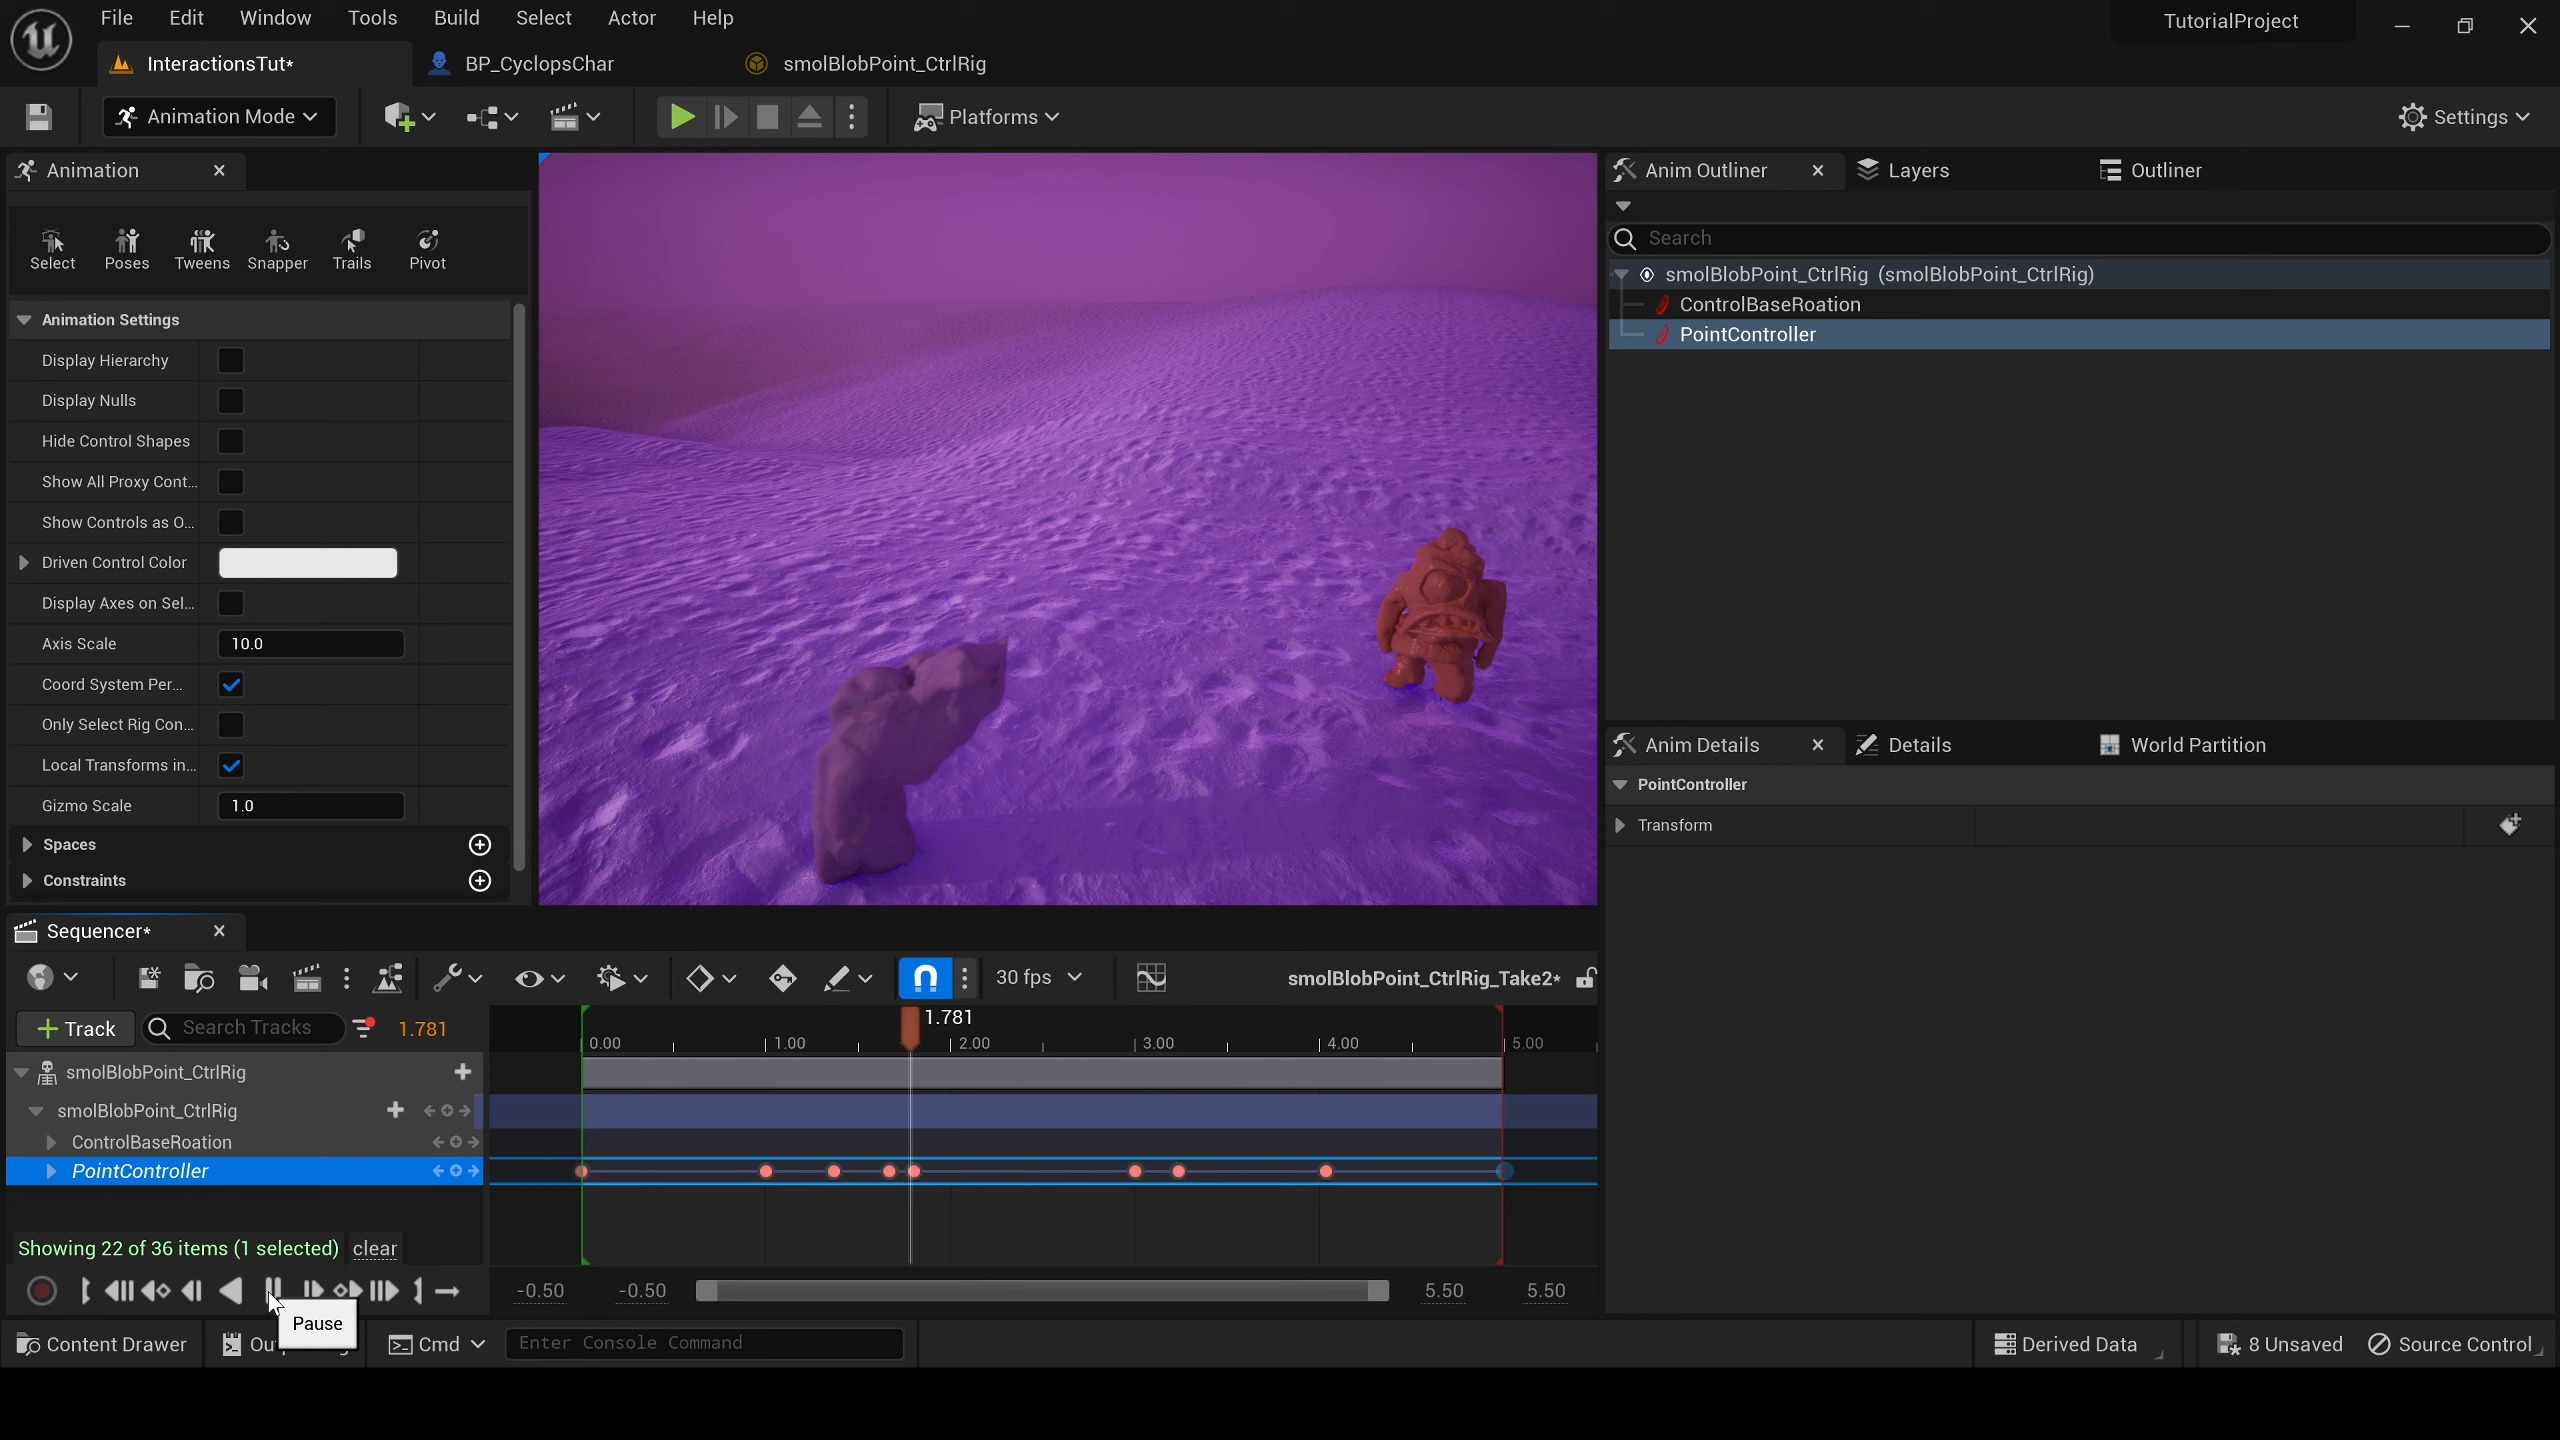 File Edit Window Tools Build Select Actor Help
TutorialProject
InteractionsTut*
BP_CyclopsChar
smolBlobPoint_CtrlRig
Animation Mode
Platforms
Settings
Animation
Select Poses Tweens Snapper Trails Pivot
Animation Settings
Display Hierarchy
Display Nulls
Hide Control Shapes
Show All Proxy Cont...
Show Controls as O...
Driven Control Color
Display Axes on Sel...
Axis Scale 10.0
Coord System Per...
Only Select Rig Con...
Local Transforms in...
Gizmo Scale 1.0
Spaces
Constraints
Anim Outliner
Layers
Outliner
Search
smolBlobPoint_CtrlRig (smolBlobPoint_CtrlRig)
ControlBaseRoation
PointController
Anim Details
Details
World Partition
PointController
Transform
Sequencer*
30 fps
smolBlobPoint_CtrlRig_Take2*
Track
Search Tracks
1.781
1.781
0.00 1.00 2.00 3.00 4.00 5.00
smolBlobPoint_CtrlRig
smolBlobPoint_CtrlRig
ControlBaseRoation
PointController
Showing 22 of 36 items (1 selected) clear
-0.50 -0.50 5.50 5.50
Pause
Content Drawer
Cmd
Enter Console Command
Derived Data
8 Unsaved
Source Control